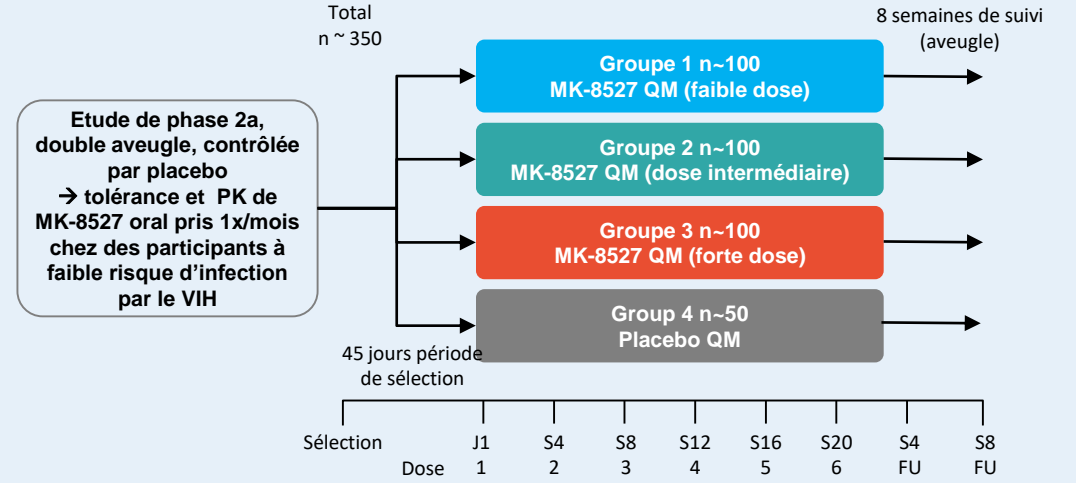 Total
n ~ 350
8 semaines de suivi
(aveugle)
Etude de phase 2a,
double aveugle, contrôlée
par placebo
→ tolérance et PK de
MK-8527 oral pris 1x/mois
chez des participants à
faible risque d'infection
par le VIH
Groupe 1 n~100
MK-8527 QM (faible dose)
Groupe 2 n~100
MK-8527 QM (dose intermédiaire)
Groupe 3 n~100
MK-8527 QM (forte dose)
Group 4 n~50
Placebo QM
45 jours période
de sélection
Sélection J1 S4 S8 S12 S16 S20 S4 S8
Dose 1 2 3 4 5 6 FU FU